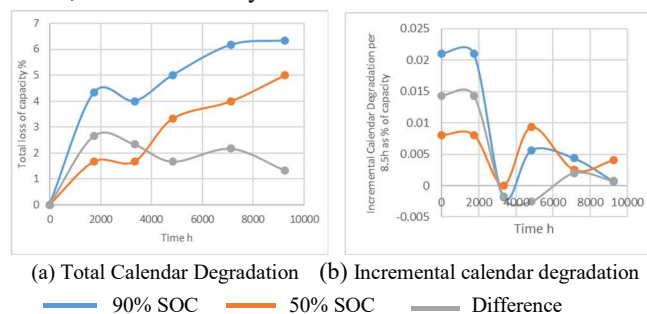 Total loss of capacity %
7
6
5
4
3
2
1
0
0 2000 4000 6000 8000 10000
Time h
Incremental Calendar Degradation per
8.5h as % of capacity
0.025
0.02
0.015
0.01
0.005
0
-0.005
0 2000 4000 6000 8000 10000
Time h
(a) Total Calendar Degradation (b) Incremental calendar degradation
90% SOC 50% SOC Difference